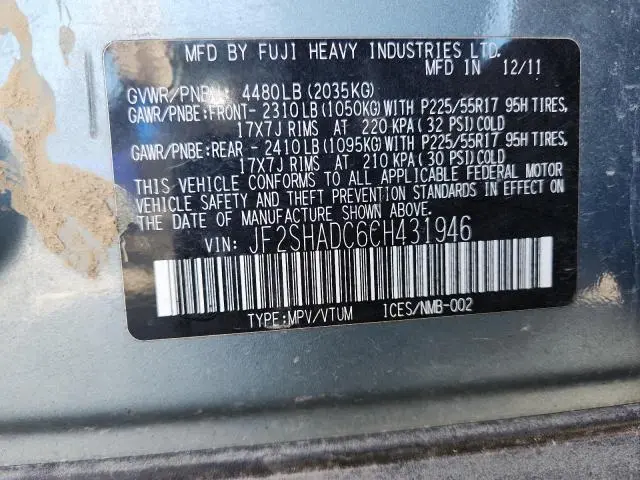 MFD BY FUJI HEAVY INDUSTRIES LTD.
MFD IN 12/11
GVWR/PNBV: 4480LB (2035KG)
GAWR/PNBE:FRONT- 2310 LB (1050KG) WITH P225/55R17 95H TIRES,
17X7J RIMS AT 220 KPA (32 PSI) COLD
GAWR/PNBE:REAR - 2410 LB (1095KG) WITH P225/55R17 95H TIRES,
17X7J RIMS AT 210 KPA (30 PSI) COLD
THIS VEHICLE CONFORMS TO ALL APPLICABLE FEDERAL MOTOR
VEHICLE SAFETY AND THEFT PREVENTION STANDARDS IN EFFECT ON
THE DATE OF MANUFACTURE SHOWN ABOVE.
VIN: JF2SHADC6CH431946
TYPE:MPV/VTUM 1CES/NMB-002